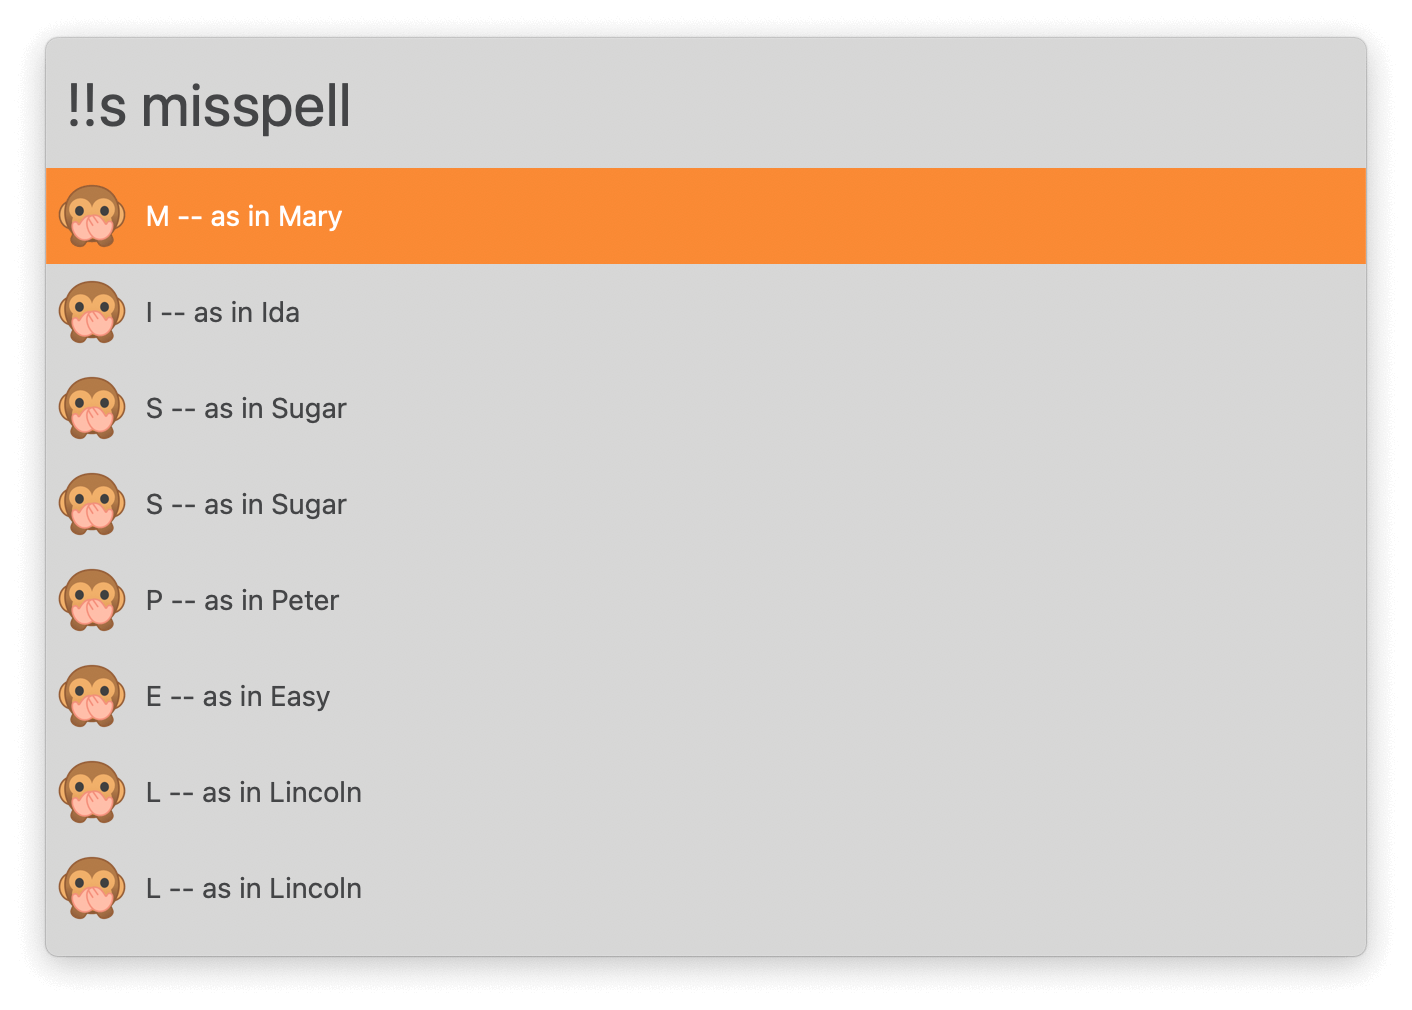 !!s misspell
M -- as in Mary
I -- as in Ida
S -- as in Sugar
S -- as in Sugar
P -- as in Peter
E -- as in Easy
L -- as in Lincoln
L -- as in Lincoln